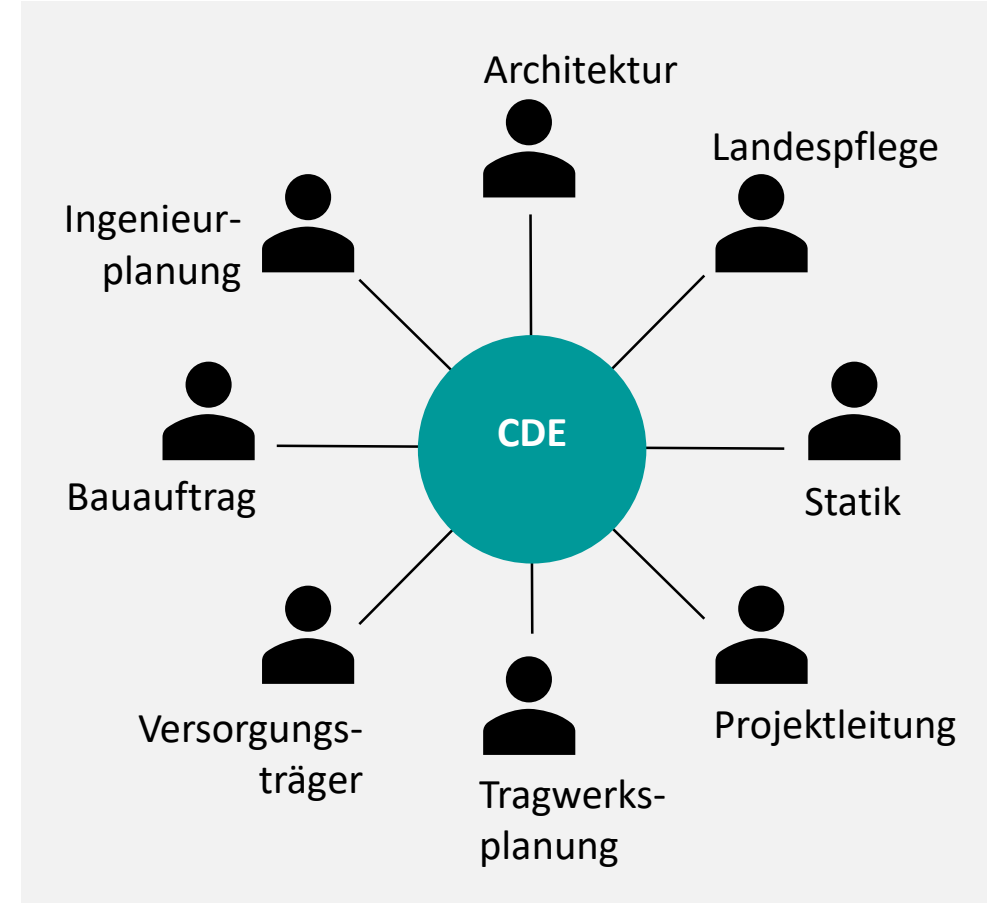 Architektur
Landespflege
Ingenieur-
planung
CDE
Bauauftrag
Statik
Versorgungs-
träger
Projektleitung
Tragwerks-
planung